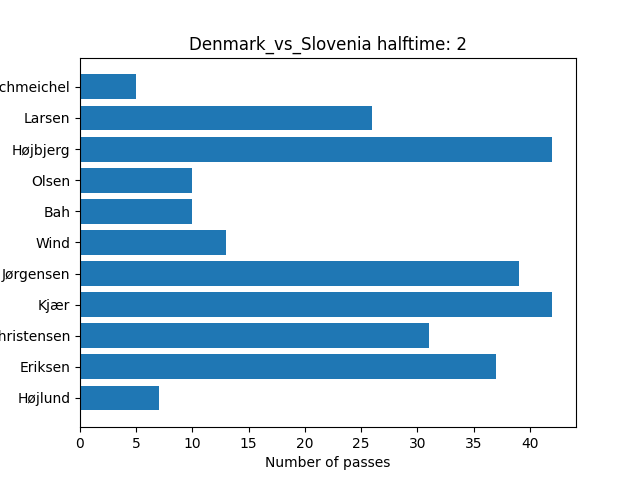 Denmark_vs_Slovenia halftime: 2
chmeichel
Larsen
Højbjerg
Olsen
Bah
Wind
Jørgensen
Kjær
hristensen
Eriksen
Højlund
0 5 10 15 20 25 30 35 40
Number of passes